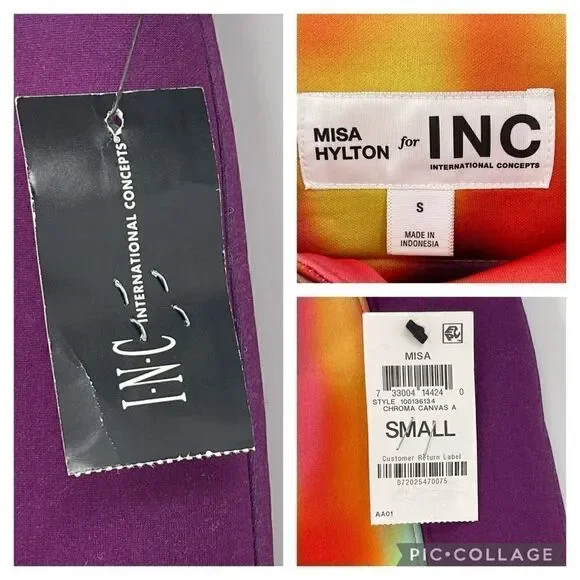 I·N·C INTERNATIONAL CONCEPTS®
MISA
HYLTON for INC
INTERNATIONAL CONCEPTS
S
MADE IN
INDONESIA
MISA
7 33004 14424 0
STYLE 100136134
CHROMA CANVAS A
SMALL
Customer Return Label
072025470075
AA01
PIC•COLLAGE